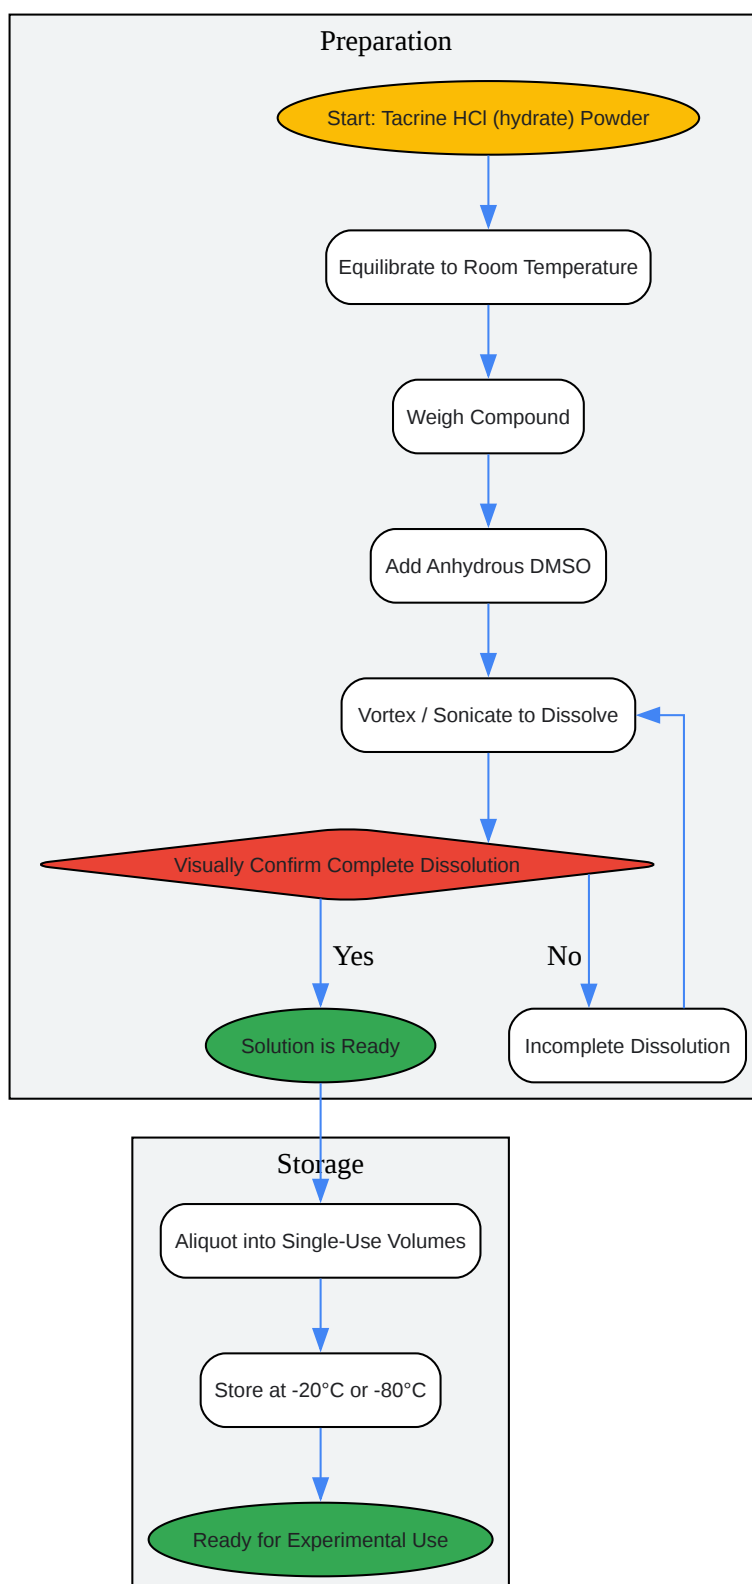 Preparation
Start: Tacrine HCl (hydrate) Powder
Equilibrate to Room Temperature
Weigh Compound
Add Anhydrous DMSO
Vortex / Sonicate to Dissolve
Visually Confirm Complete Dissolution
Yes
No
Solution is Ready
Incomplete Dissolution
Storage
Aliquot into Single-Use Volumes
Store at -20°C or -80°C
Ready for Experimental Use